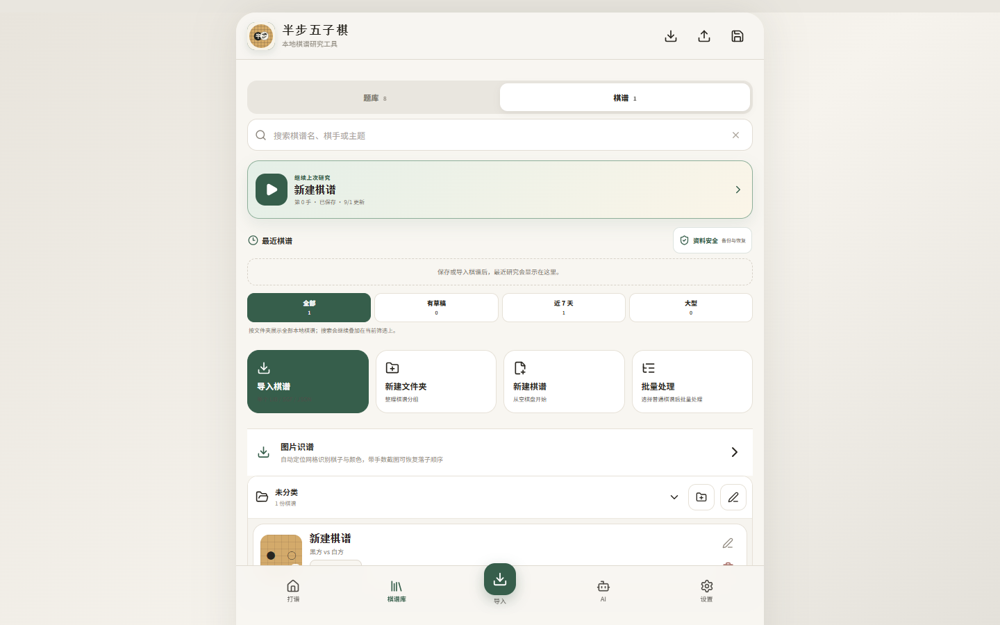 半步五子棋
本地棋谱研究工具
题库 8
棋谱 1
搜索棋谱名、棋手或主题
继续上次研究
新建棋谱
第 0 手 · 已保存 · 9/1 更新
最近棋谱
资料安全 备份与恢复
保存或导入棋谱后，最近研究会显示在这里。
全部
1
有草稿
0
近 7 天
1
大型
0
按文件夹展示全部本地棋谱；搜索会继续叠加在当前筛选上。
导入棋谱
新建文件夹
整理棋谱分组
新建棋谱
从空棋盘开始
批量处理
选择普通棋谱后批量处理
图片识谱
自动定位网格识别棋子与颜色，带手数截图可恢复落子顺序
未分类
1 份棋谱
新建棋谱
黑方 vs 白方
打谱
棋谱库
导入
AI
设置